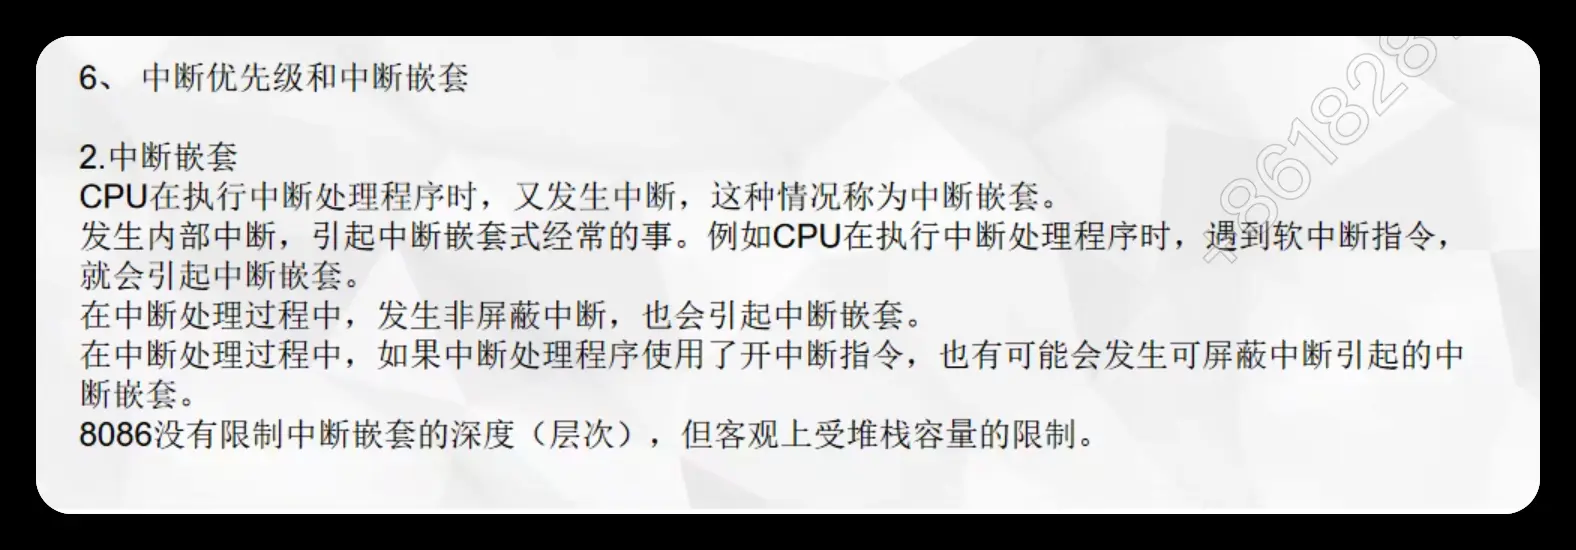 6、 中断优先级和中断嵌套
2.中断嵌套
CPU在执行中断处理程序时，又发生中断，这种情况称为中断嵌套。
发生内部中断，引起中断嵌套式经常的事。例如CPU在执行中断处理程序时，遇到软中断指令，
就会引起中断嵌套。
在中断处理过程中，发生非屏蔽中断，也会引起中断嵌套。
在中断处理过程中，如果中断处理程序使用了开中断指令，也有可能会发生可屏蔽中断引起的中
断嵌套。
8086没有限制中断嵌套的深度（层次），但客观上受堆栈容量的限制。
+861828